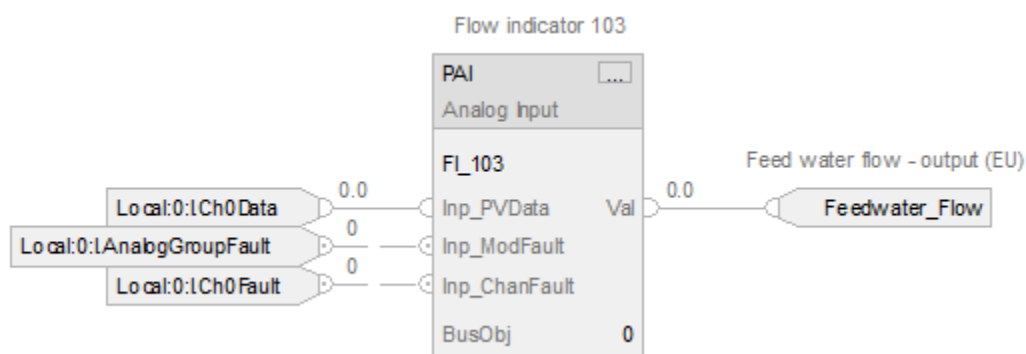 Flow indicator 103
PAI ...
Analog Input
FI_103
Feed water flow - output (EU)
Local:0:I.Ch0Data 0.0 Inp_PVData Val 0.0 Feedwater_Flow
Local:0:I.AnalogGroupFault 0 Inp_ModFault
Local:0:I.Ch0Fault 0 Inp_ChanFault
BusObj 0